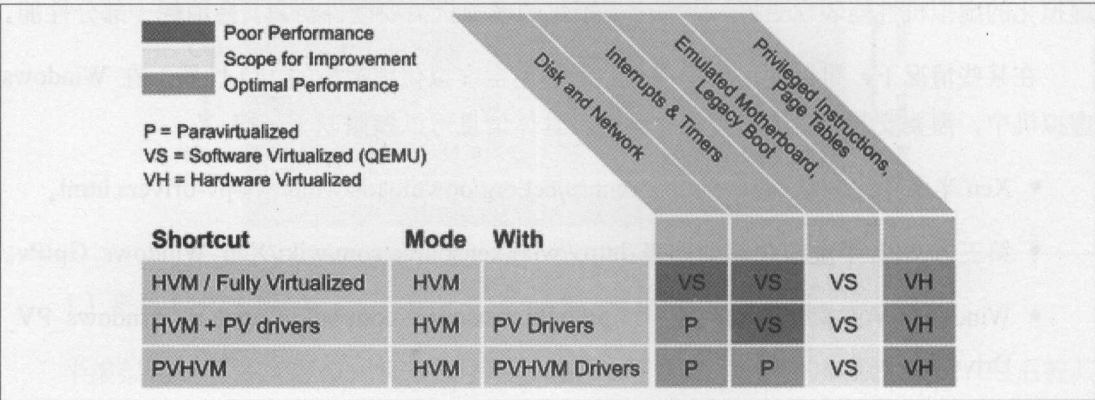 Poor Performance
Scope for Improvement
Optimal Performance
P = Paravirtualized
VS = Software Virtualized (QEMU)
VH = Hardware Virtualized
Disk and Network
Interrupts & Timers
Emulated Motherboard,
Legacy Boot
Privileged Instructions,
Page Tables
Shortcut Mode With
HVM / Fully Virtualized HVM VS VS VS VH
HVM + PV drivers HVM PV Drivers P VS VS VH
PVHVM HVM PVHVM Drivers P P VS VH